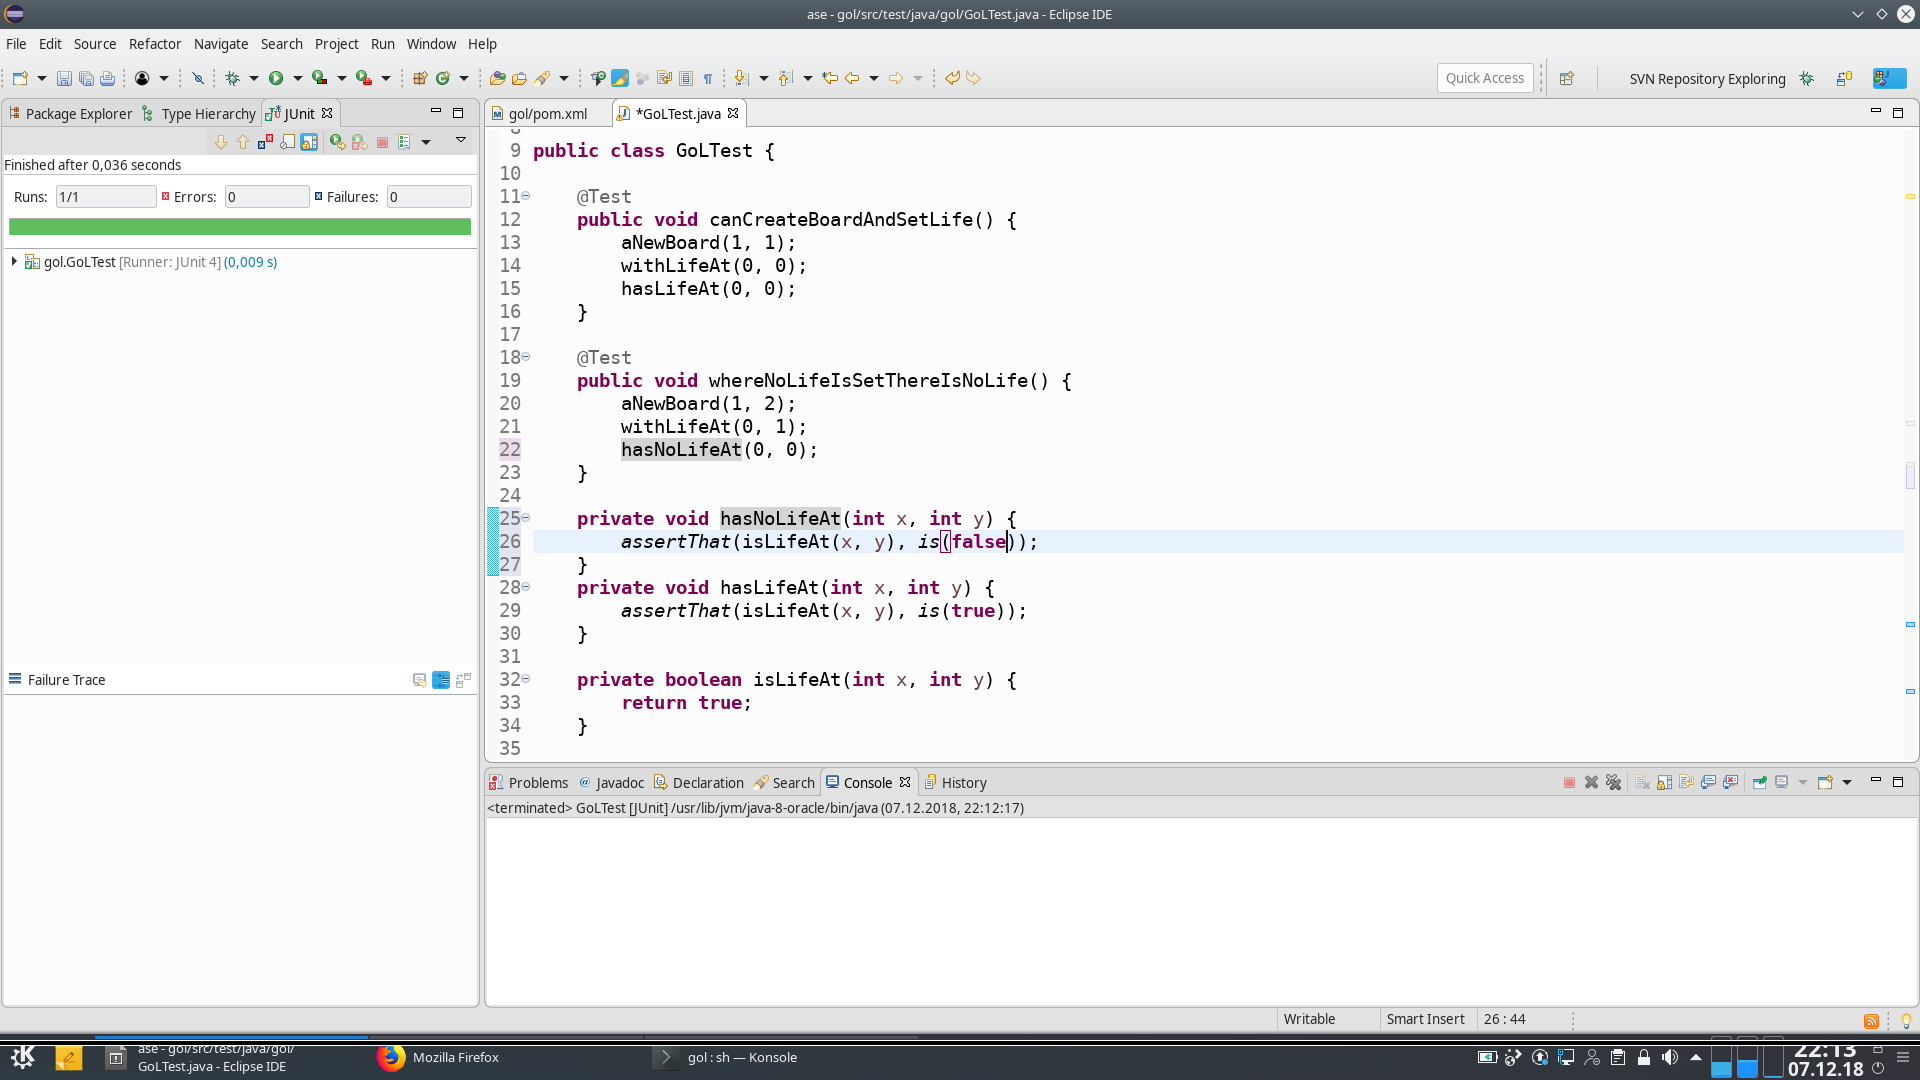 ase - gol/src/test/java/gol/GoLTest.java - Eclipse IDE
File Edit Source Refactor Navigate Search Project Run Window Help
Quick Access
SVN Repository Exploring
Package Explorer Type Hierarchy JUnit
Finished after 0,036 seconds
Runs: 1/1 Errors: 0 Failures: 0
gol.GoLTest [Runner: JUnit 4] (0,009 s)
Failure Trace
gol/pom.xml *GoLTest.java
9 public class GoLTest {
10
11 @Test
12 public void canCreateBoardAndSetLife() {
13 aNewBoard(1, 1);
14 withLifeAt(0, 0);
15 hasLifeAt(0, 0);
16 }
17
18 @Test
19 public void whereNoLifeIsSetThereIsNoLife() {
20 aNewBoard(1, 2);
21 withLifeAt(0, 1);
22 hasNoLifeAt(0, 0);
23 }
24
25 private void hasNoLifeAt(int x, int y) {
26 assertThat(isLifeAt(x, y), is(false));
27 }
28 private void hasLifeAt(int x, int y) {
29 assertThat(isLifeAt(x, y), is(true));
30 }
31
32 private boolean isLifeAt(int x, int y) {
33 return true;
34 }
35
Problems Javadoc Declaration Search Console History
<terminated> GoLTest [JUnit] /usr/lib/jvm/java-8-oracle/bin/java (07.12.2018, 22:12:17)
Writable Smart Insert 26 : 44
ase - gol/src/test/java/gol/
GoLTest.java - Eclipse IDE
Mozilla Firefox
gol : sh — Konsole
22:13
07.12.18